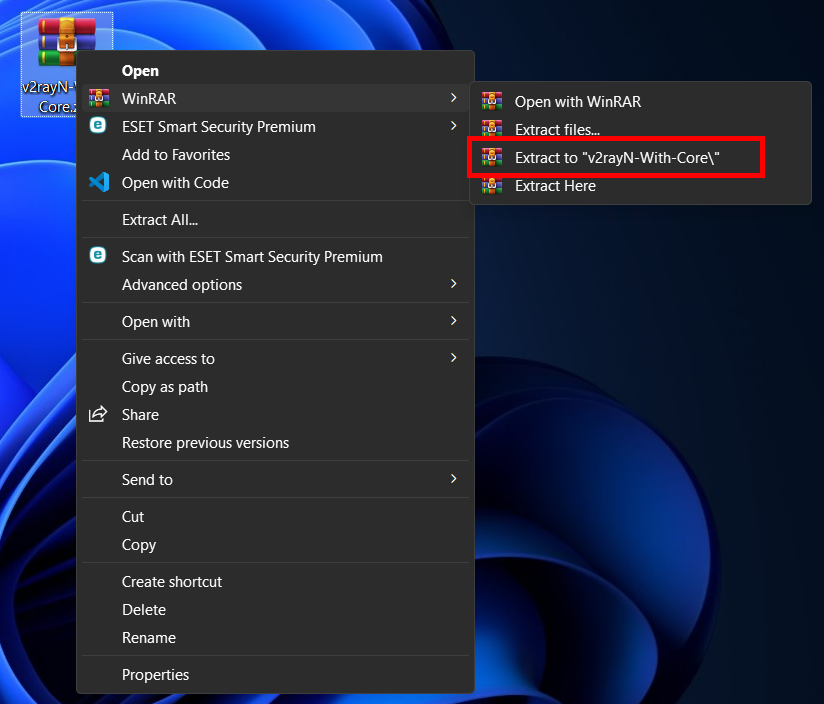 v2rayN-
Core.z
Open
WinRAR
ESET Smart Security Premium
Add to Favorites
Open with Code
Extract All...
Scan with ESET Smart Security Premium
Advanced options
Open with
Give access to
Copy as path
Share
Restore previous versions
Send to
Cut
Copy
Create shortcut
Delete
Rename
Properties
Open with WinRAR
Extract files...
Extract to "v2rayN-With-Core\"
Extract Here